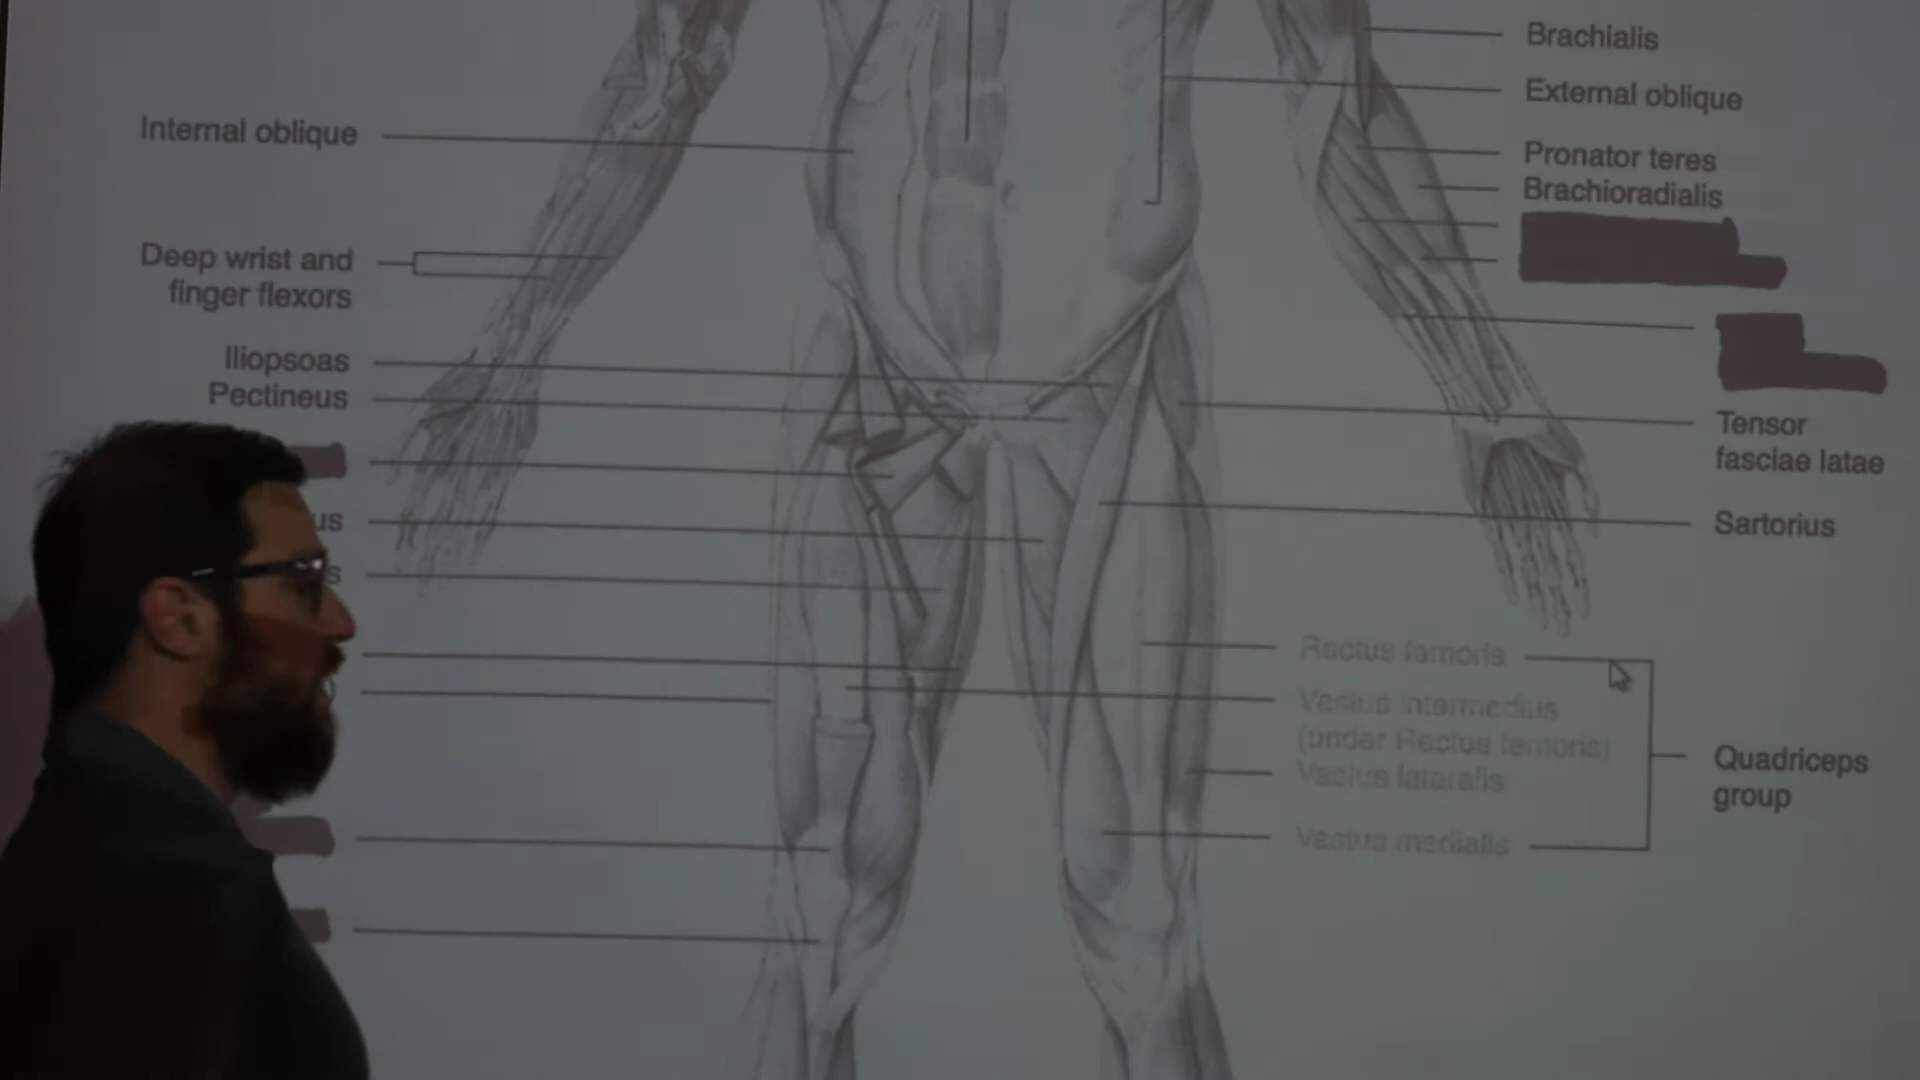 Brachialis
External oblique
Internal oblique
Pronator teres
Brachioradialis
Deep wrist and
finger flexors
Iliopsoas
Pectineus
Tensor
fasciae latae
us
s
Sartorius
Rectus femoris
Vastus intermedius
(under Rectus femoris)
Vastus lateralis
Vastus medialis
Quadriceps
group